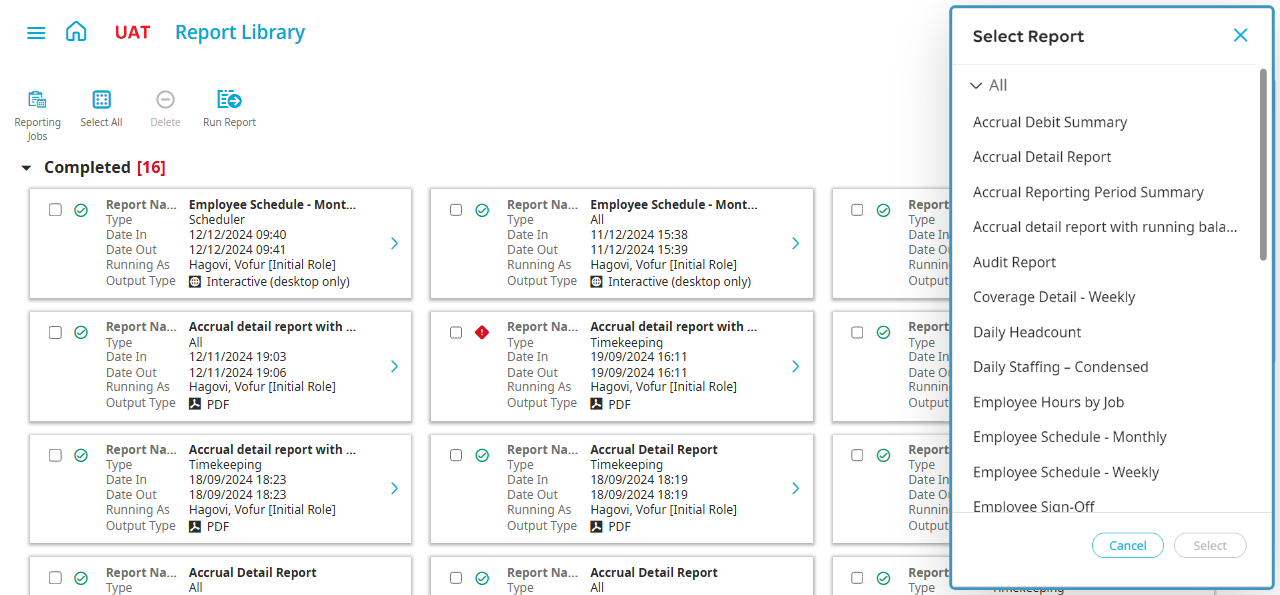 UAT Report Library
Reporting Jobs
Select All
Delete
Run Report
Completed [16]
Report Na... Employee Schedule - Mont...
Type Scheduler
Date In 12/12/2024 09:40
Date Out 12/12/2024 09:41
Running As Hagovi, Vofur [Initial Role]
Output Type Interactive (desktop only)
Report Na... Employee Schedule - Mont...
Type All
Date In 11/12/2024 15:38
Date Out 11/12/2024 15:39
Running As Hagovi, Vofur [Initial Role]
Output Type Interactive (desktop only)
Report
Type
Date In
Date O
Runnin
Output
Report Na... Accrual detail report with ...
Type All
Date In 12/11/2024 19:03
Date Out 12/11/2024 19:06
Running As Hagovi, Vofur [Initial Role]
Output Type PDF
Report Na... Accrual detail report with ...
Type Timekeeping
Date In 19/09/2024 16:11
Date Out 19/09/2024 16:11
Running As Hagovi, Vofur [Initial Role]
Output Type PDF
Report
Type
Date In
Date O
Runnin
Output
Report Na... Accrual detail report with ...
Type Timekeeping
Date In 18/09/2024 18:23
Date Out 18/09/2024 18:23
Running As Hagovi, Vofur [Initial Role]
Output Type PDF
Report Na... Accrual Detail Report
Type Timekeeping
Date In 18/09/2024 18:19
Date Out 18/09/2024 18:19
Running As Hagovi, Vofur [Initial Role]
Output Type PDF
Report
Type
Date In
Date O
Runnin
Output
Report Na... Accrual Detail Report
Type All
Report Na... Accrual Detail Report
Type All
Report
Type Timekeeping
Select Report
All
Accrual Debit Summary
Accrual Detail Report
Accrual Reporting Period Summary
Accrual detail report with running bala...
Audit Report
Coverage Detail - Weekly
Daily Headcount
Daily Staffing – Condensed
Employee Hours by Job
Employee Schedule - Monthly
Employee Schedule - Weekly
Employee Sign-Off
Cancel Select